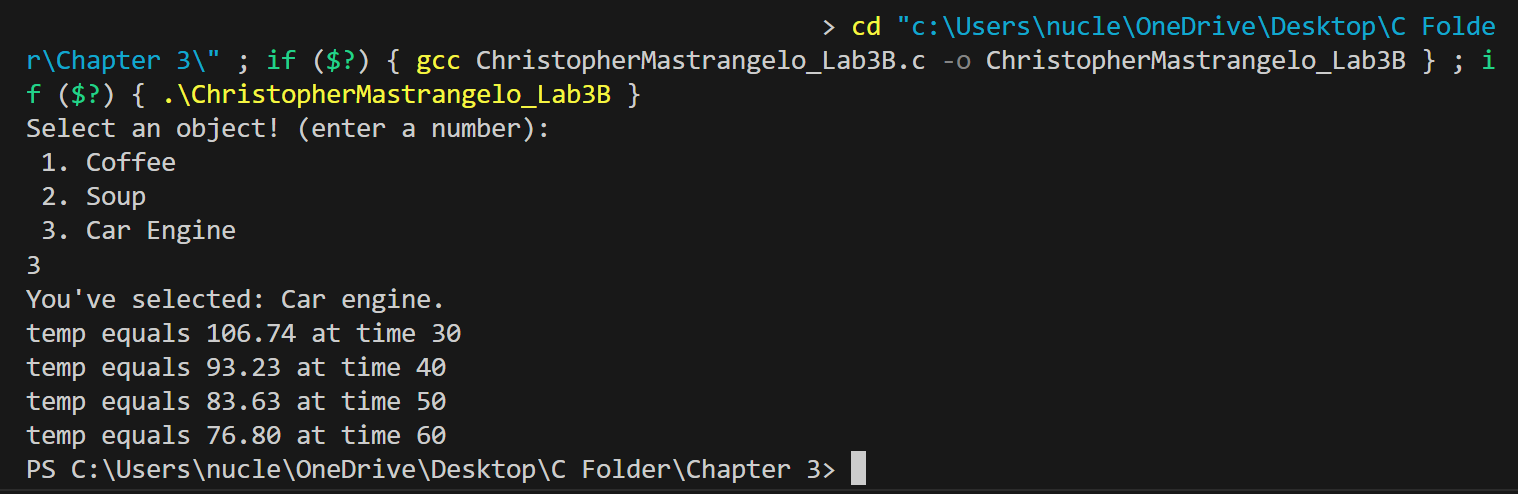 > cd "c:\Users\nucle\OneDrive\Desktop\C Folde
r\Chapter 3\" ; if ($?) { gcc ChristopherMastrangelo_Lab3B.c -o ChristopherMastrangelo_Lab3B } ; i
f ($?) { .\ChristopherMastrangelo_Lab3B }
Select an object! (enter a number):
 1. Coffee
 2. Soup
 3. Car Engine
3
You've selected: Car engine.
temp equals 106.74 at time 30
temp equals 93.23 at time 40
temp equals 83.63 at time 50
temp equals 76.80 at time 60
PS C:\Users\nucle\OneDrive\Desktop\C Folder\Chapter 3>